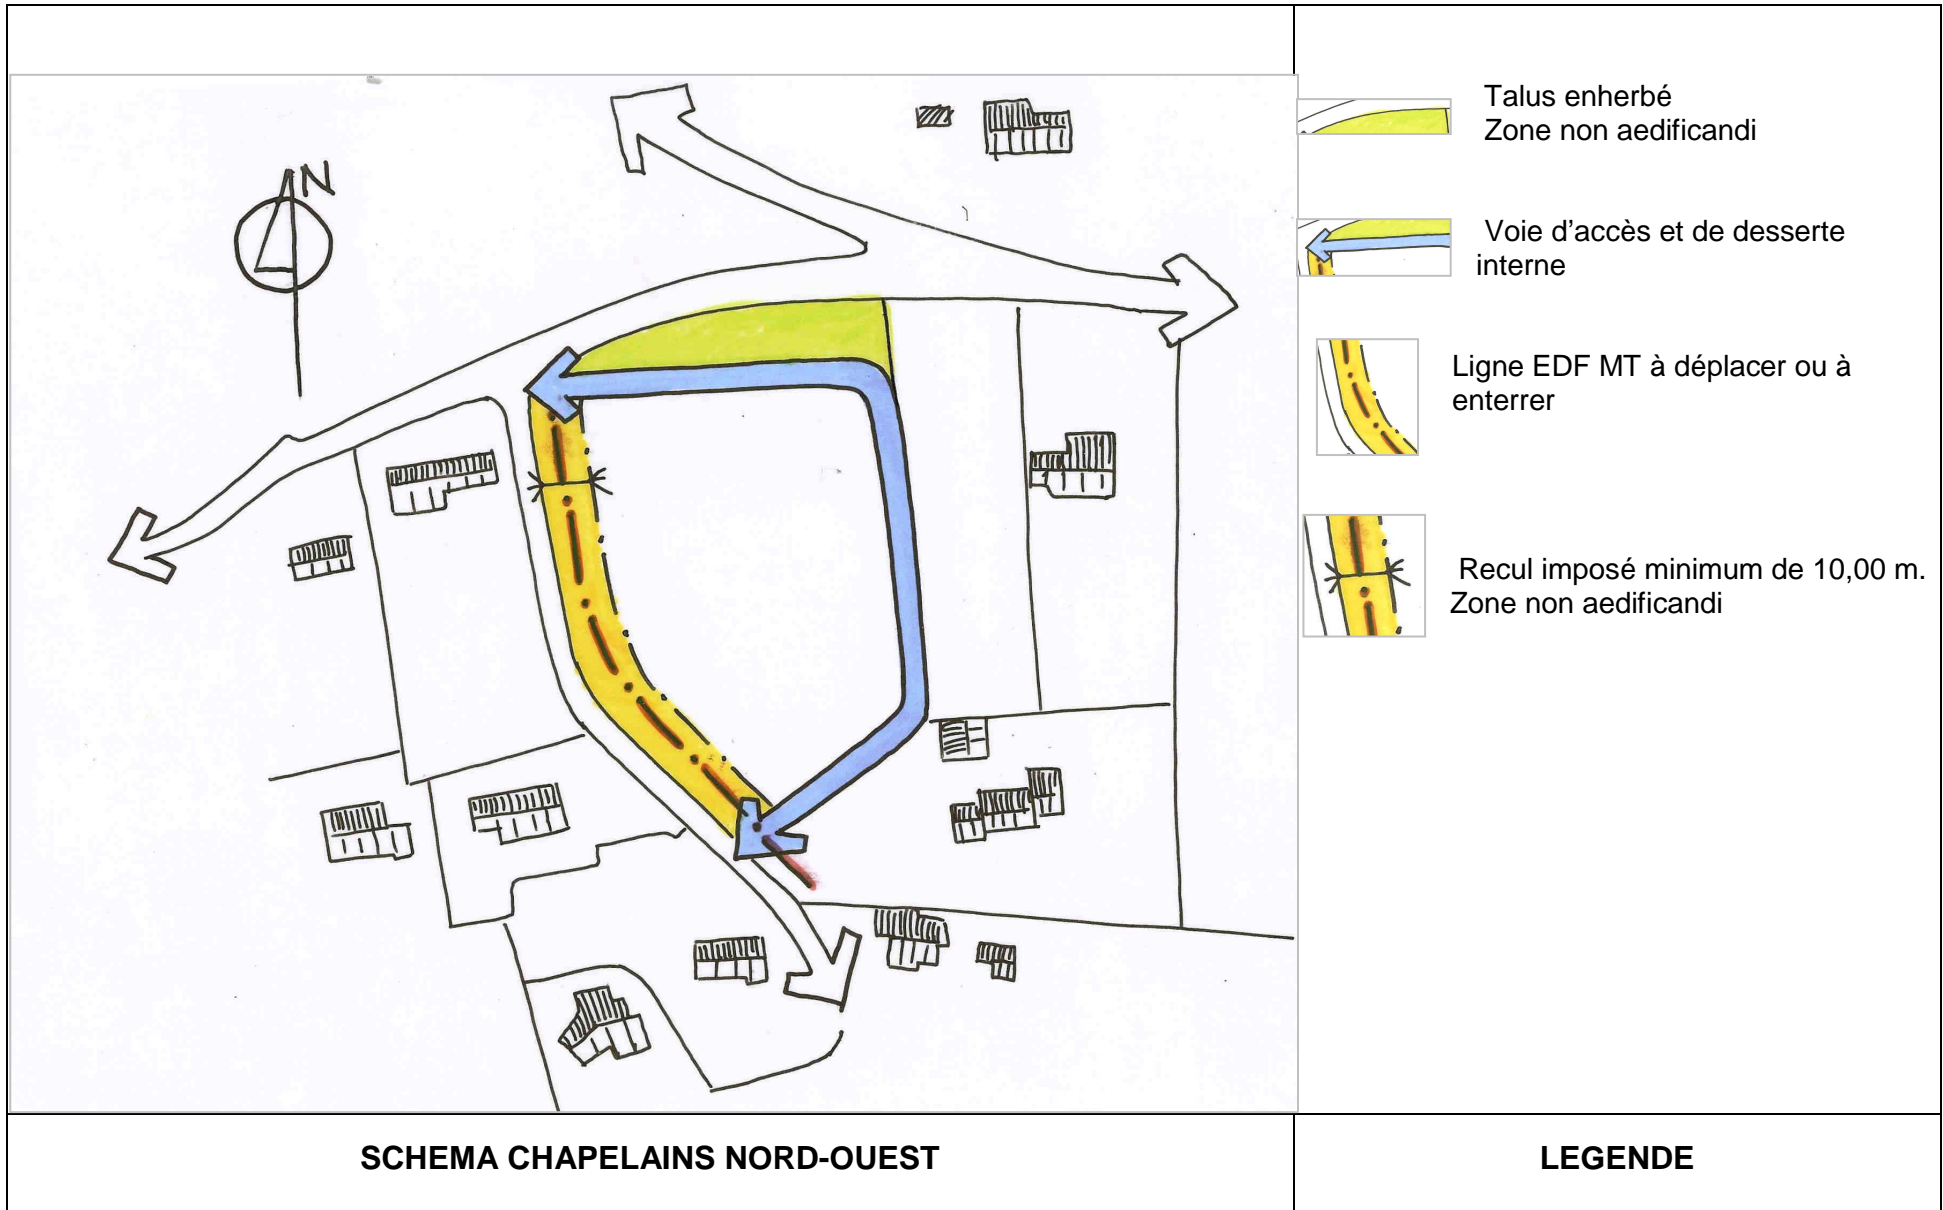 N
Talus enherbé
Zone non aedificandi
Voie d'accès et de desserte
interne
Ligne EDF MT à déplacer ou à
enterrer
Recul imposé minimum de 10,00 m.
Zone non aedificandi
SCHEMA CHAPELAINS NORD-OUEST
LEGENDE